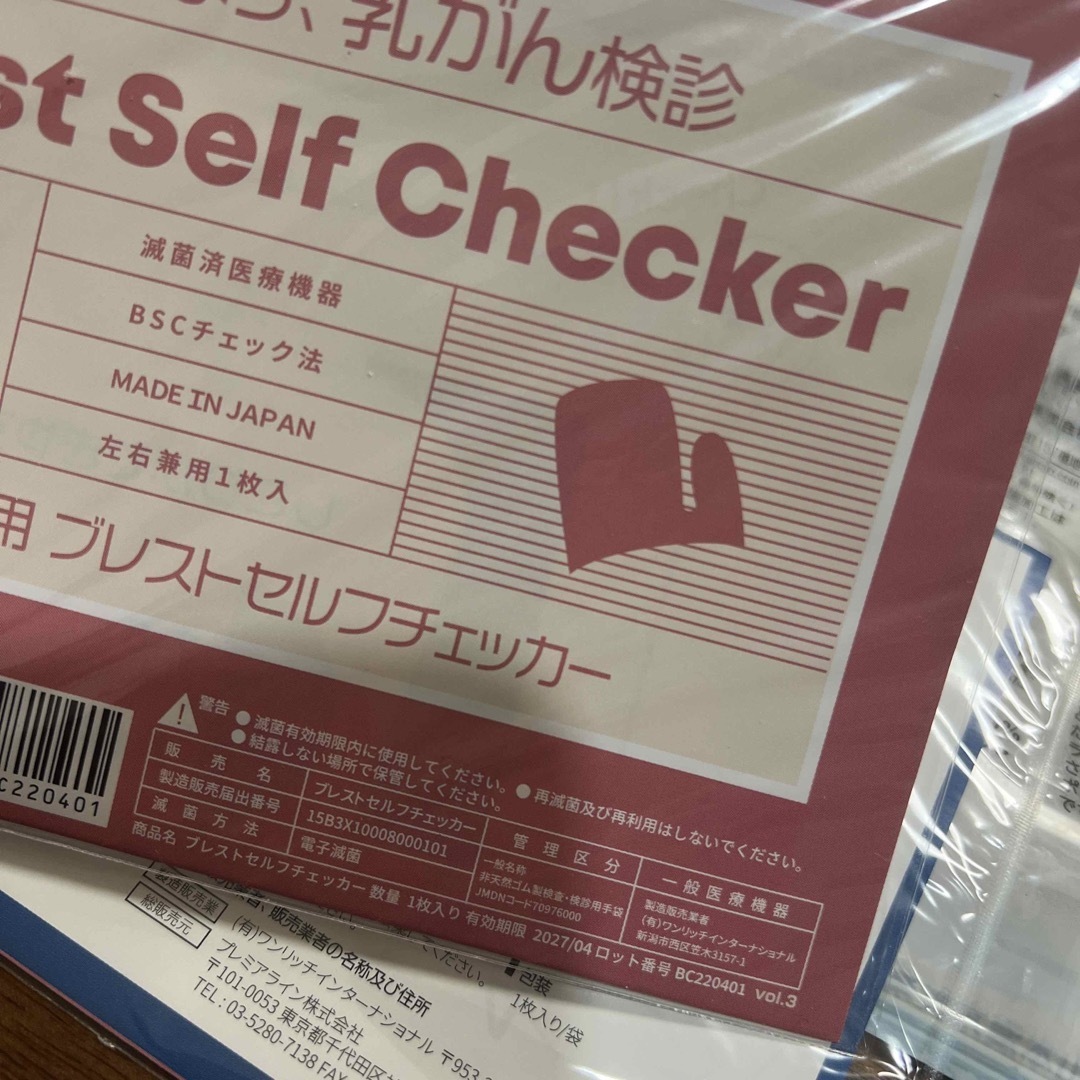 、乳がん検診
st Self Checker
滅菌済医療機器
BSCチェック法
MADE IN JAPAN
左右兼用1枚入
用 ブレストセルフチェッカー
C220401
警告
●滅菌有効期限内に使用してください。
●結露しない場所で保管してください。
●再滅菌及び再利用はしないでください。
販売名 ブレストセルフチェッカー
製造販売届出番号 15B3X10008000101
滅菌方法 電子滅菌
管理区分 一般医療機器
一般名称
非天然ゴム製検査・検診用手袋
JMDNコード70976000
製造販売業者
(有)ワンリッチインターナショナル
新潟市西区笠木3157-1
商品名 ブレストセルフチェッカー 数量 1枚入り 有効期限 2027/04 ロット番号 BC220401 vol.3
販売業者の名称及び住所
製造販売業
(有)ワンリッチインターナショナル 〒953
総販売元
プレミアライン株式会社
〒101-0053 東京都千代田区
TEL:03-5280-7138 FAX
包装
1枚入り/袋